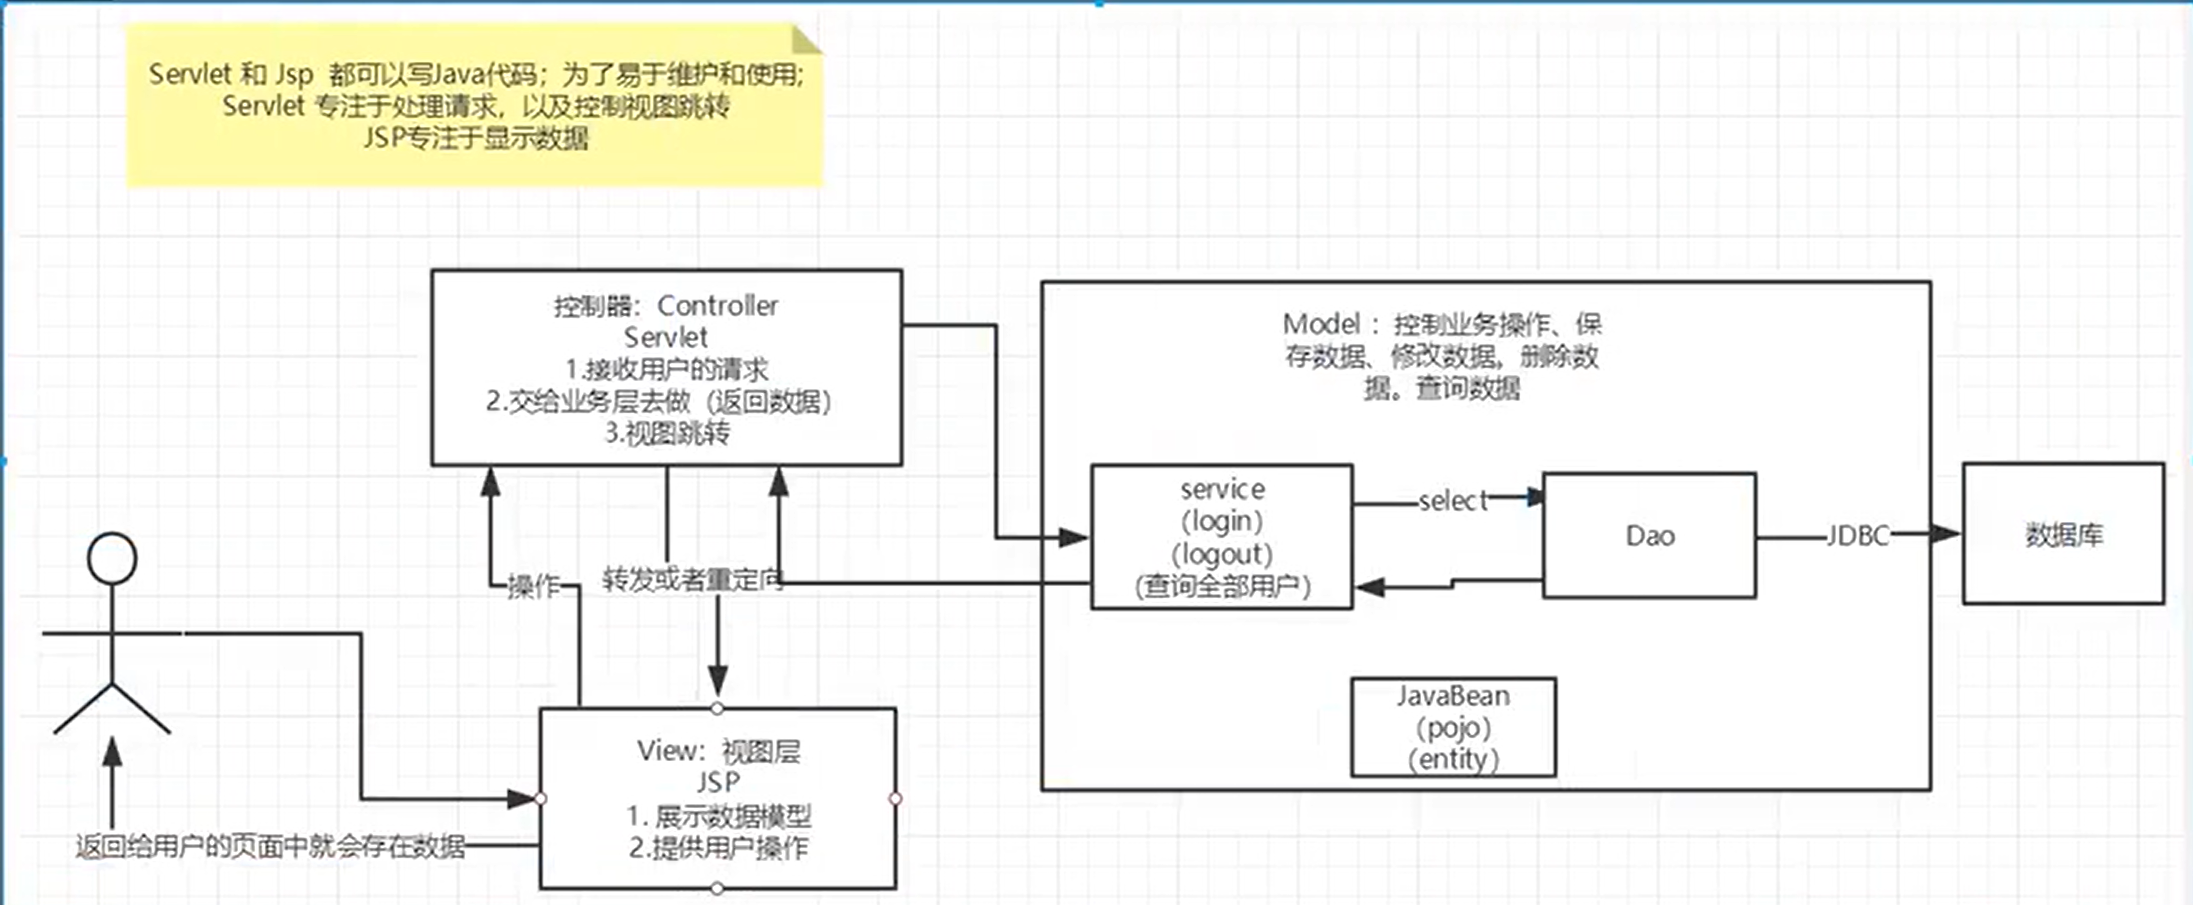 Servlet 和 Jsp 都可以写Java代码；为了易于维护和使用;
Servlet 专注于处理请求，以及控制视图跳转
JSP专注于显示数据
控制器：Controller
Servlet
1.接收用户的请求
2.交给业务层去做（返回数据）
3.视图跳转
Model ：控制业务操作、保
存数据、修改数据，删除数
据。查询数据
service
（login）
（logout）
（查询全部用户）
select
Dao
JDBC
数据库
操作
转发或者重定向
JavaBean
（pojo）
（entity）
View：视图层
JSP
1. 展示数据模型
2.提供用户操作
返回给用户的页面中就会存在数据